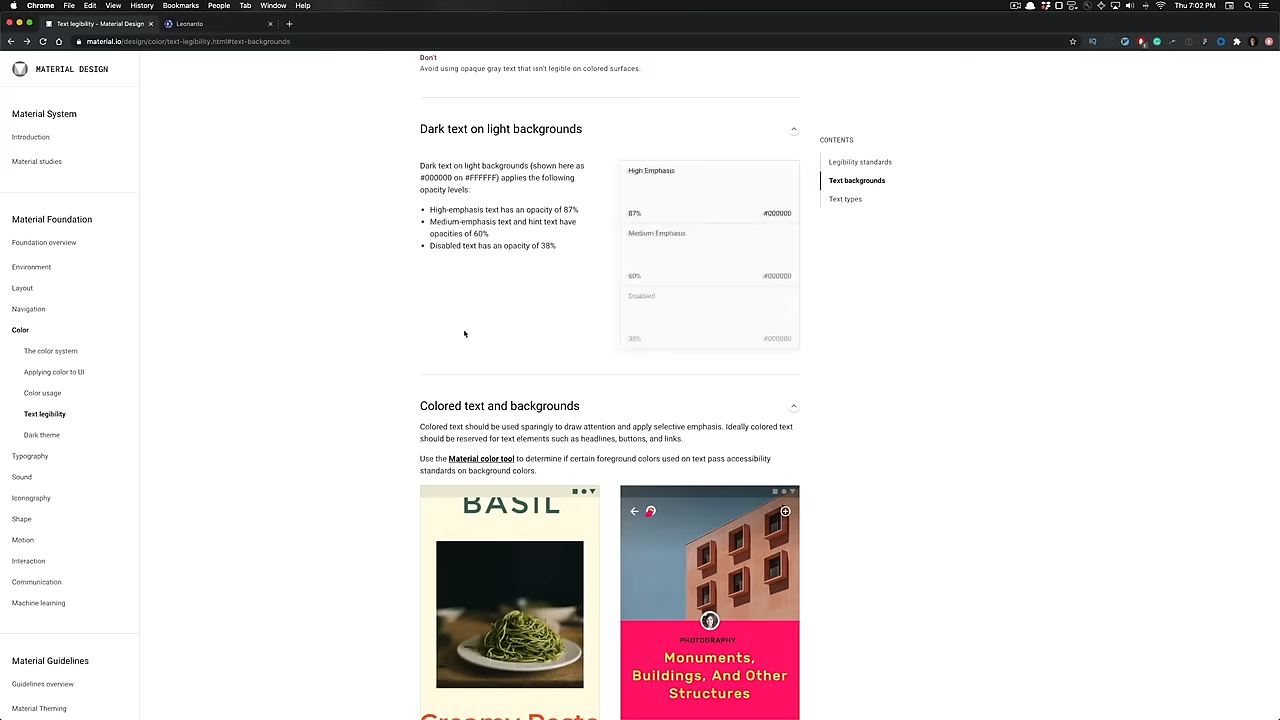 Chrome File Edit View History Bookmarks People Tab Window Help
Thu 7:02 PM
Text legibility - Material Design
Leonardo
material.io/design/color/text-legibility.html#text-backgrounds
MATERIAL DESIGN
Material System
Introduction
Material studies
Material Foundation
Foundation overview
Environment
Layout
Navigation
Color
The color system
Applying color to UI
Color usage
Text legibility
Dark theme
Typography
Sound
Iconography
Shape
Motion
Interaction
Communication
Machine learning
Material Guidelines
Guidelines overview
Material Theming
Don't
Avoid using opaque gray text that isn't legible on colored surfaces.
Dark text on light backgrounds
Dark text on light backgrounds (shown here as
#000000 on #FFFFFF) applies the following
opacity levels:
• High-emphasis text has an opacity of 87%
• Medium-emphasis text and hint text have
opacities of 60%
• Disabled text has an opacity of 38%
High Emphasis
87% #000000
Medium Emphasis
60% #000000
Disabled
38% #000000
Colored text and backgrounds
Colored text should be used sparingly to draw attention and apply selective emphasis. Ideally colored text
should be reserved for text elements such as headlines, buttons, and links.
Use the Material color tool to determine if certain foreground colors used on text pass accessibility
standards on background colors.
BASIL
Creamy Pesto
PHOTOGRAPHY
Monuments,
Buildings, And Other
Structures
CONTENTS
Legibility standards
Text backgrounds
Text types